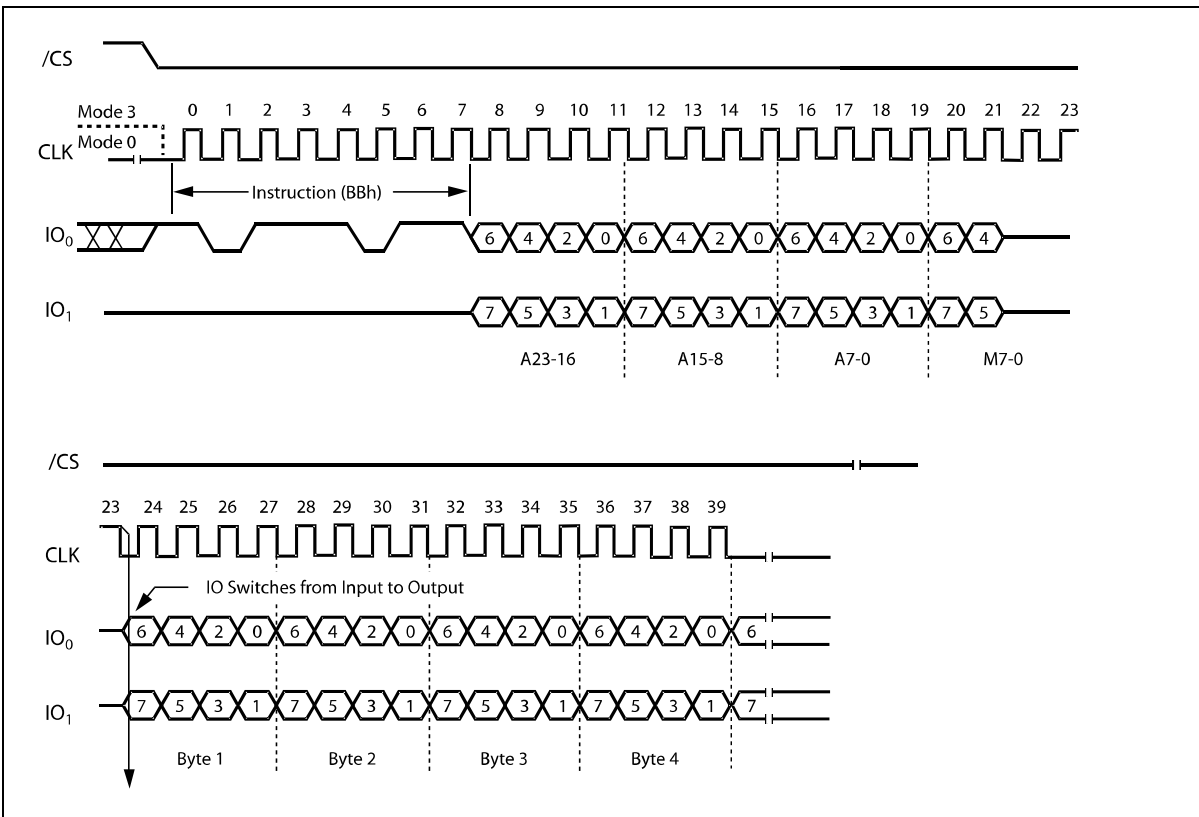 /CS
Mode 3
0 1 2 3 4 5 6 7 8 9 10 11 12 13 14 15 16 17 18 19 20 21 22 23
Mode 0
CLK
Instruction (BBh)
IO0 6 4 2 0 6 4 2 0 6 4 2 0 6 4
IO1 7 5 3 1 7 5 3 1 7 5 3 1 7 5
A23-16 A15-8 A7-0 M7-0
/CS
23 24 25 26 27 28 29 30 31 32 33 34 35 36 37 38 39
CLK
IO Switches from Input to Output
IO0 6 4 2 0 6 4 2 0 6 4 2 0 6 4 2 0 6
IO1 7 5 3 1 7 5 3 1 7 5 3 1 7 5 3 1 7
Byte 1 Byte 2 Byte 3 Byte 4